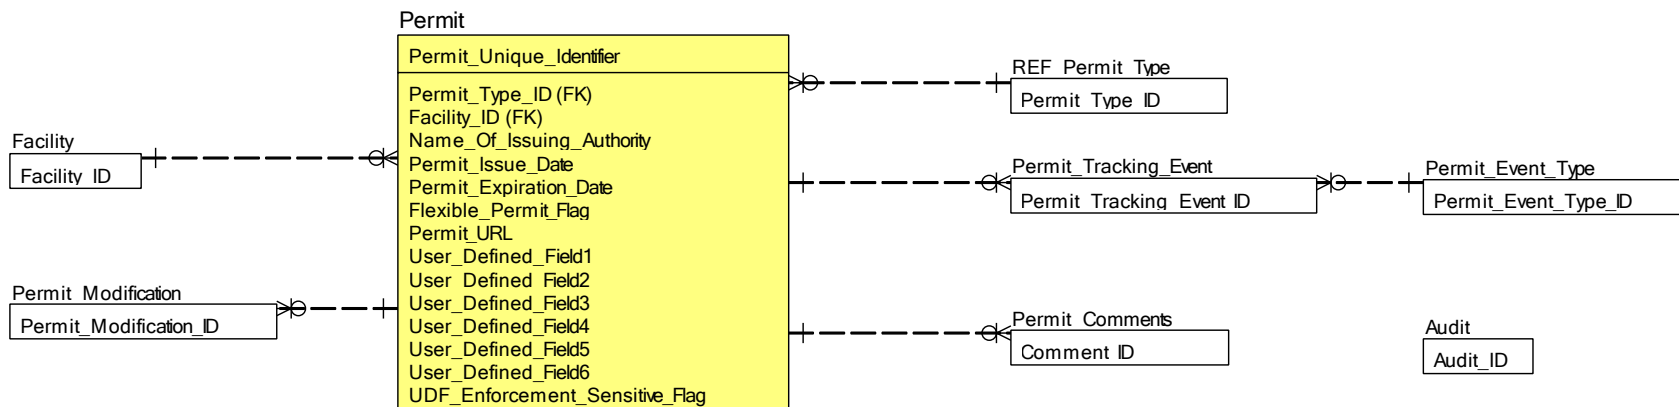 Permit
Permit_Unique_Identifier
Permit_Type_ID (FK)
Facility_ID (FK)
Name_Of_Issuing_Authority
Permit_Issue_Date
Permit_Expiration_Date
Flexible_Permit_Flag
Permit_URL
User_Defined_Field1
User_Defined_Field2
User_Defined_Field3
User_Defined_Field4
User_Defined_Field5
User_Defined_Field6
UDF_Enforcement_Sensitive_Flag
Facility
Facility_ID
Permit_Modification
Permit_Modification_ID
REF_Permit_Type
Permit_Type_ID
Permit_Tracking_Event
Permit_Tracking_Event_ID
Permit_Event_Type
Permit_Event_Type_ID
Permit_Comments
Comment_ID
Audit
Audit_ID